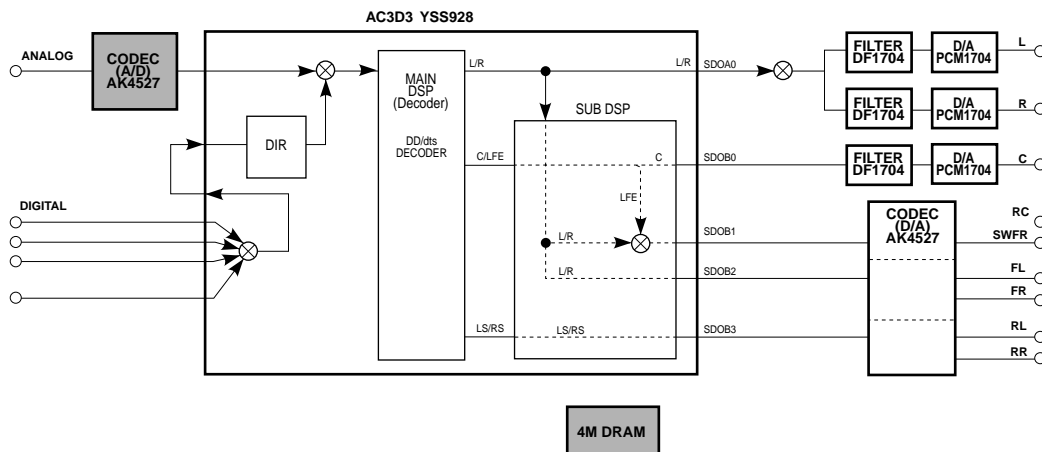 AC3D3 YSS928
ANALOG
CODEC
(A/D)
AK4527
MAIN
DSP
(Decoder)
DD/dts
DECODER
DIR
DIGITAL
L/R
L/R
SDOA0
SUB DSP
C/LFE
C
SDOB0
LFE
L/R
SDOB1
L/R
SDOB2
LS/RS
LS/RS
SDOB3
FILTER
DF1704
D/A
PCM1704
L
FILTER
DF1704
D/A
PCM1704
R
FILTER
DF1704
D/A
PCM1704
C
CODEC
(D/A)
AK4527
RC
SWFR
FL
FR
RL
RR
4M DRAM